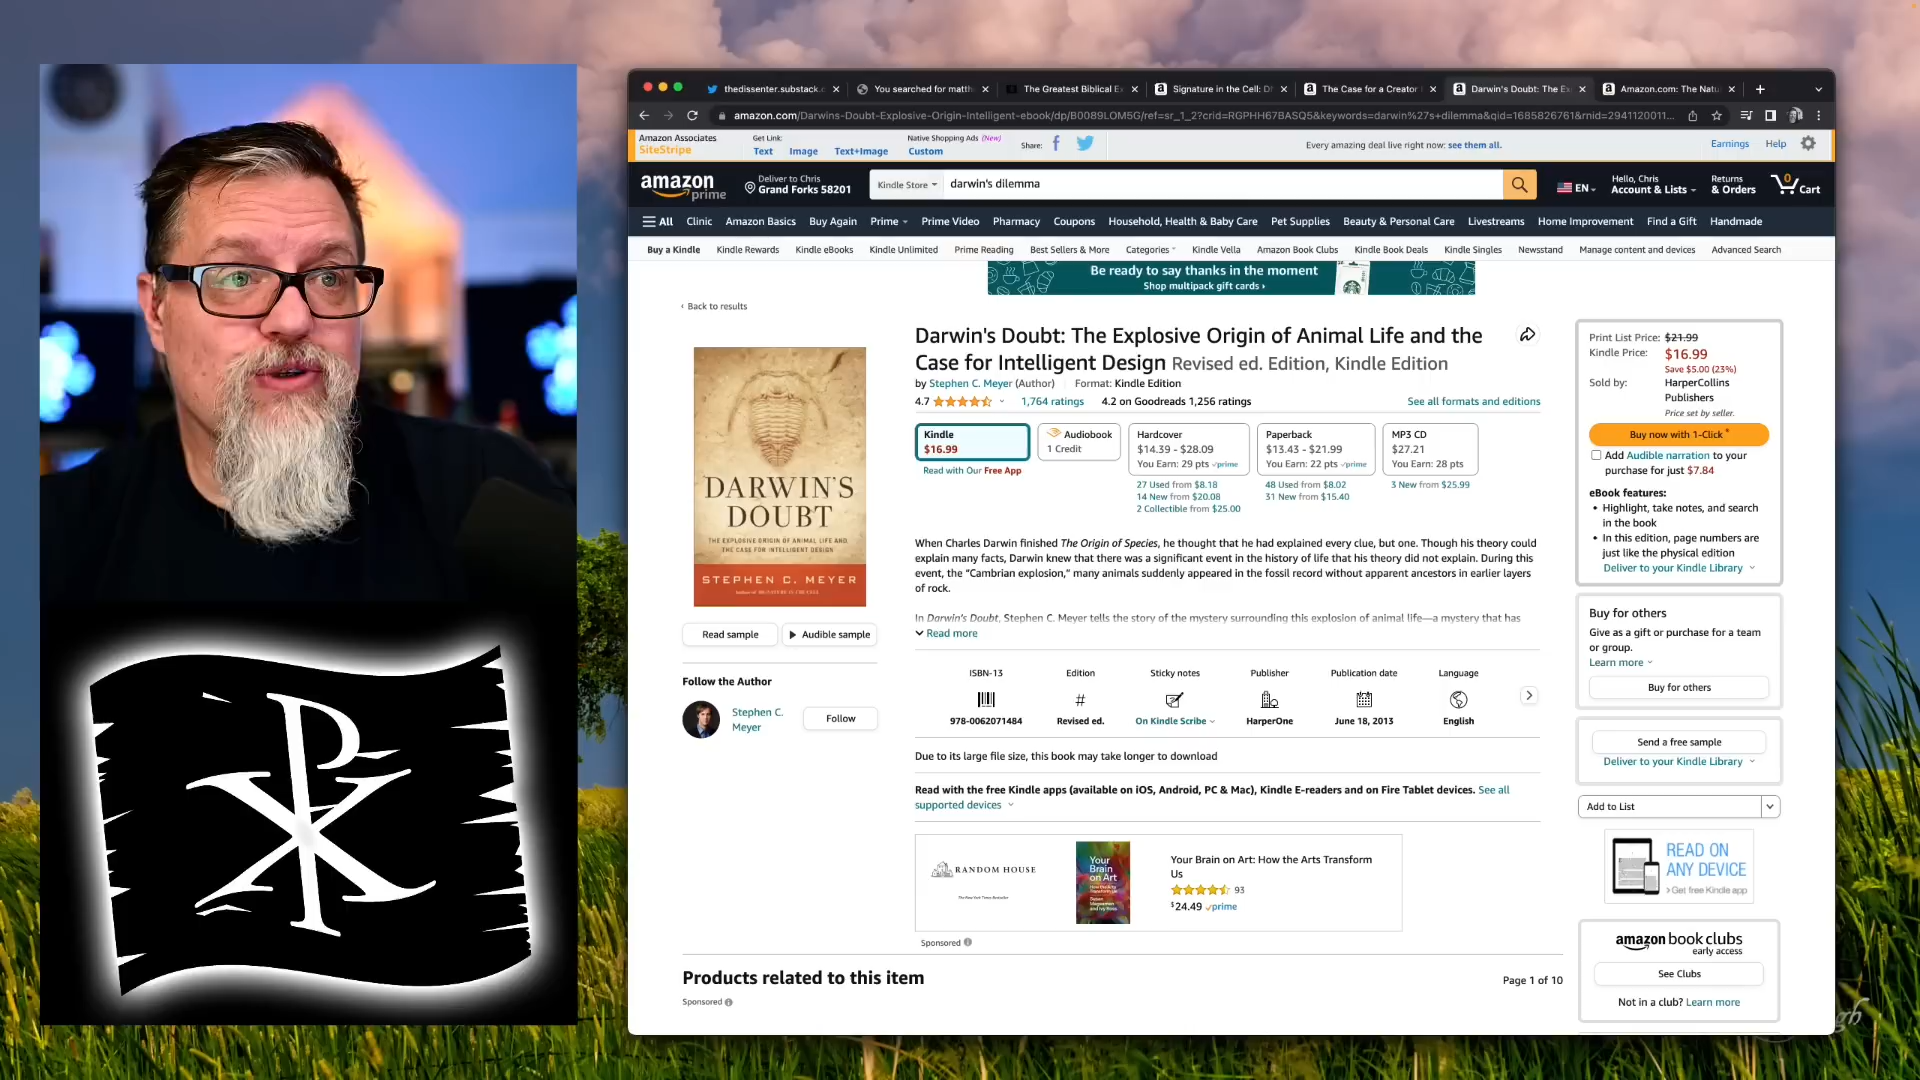 thedissenter.substack.c
You searched for matth
The Greatest Biblical E
Signature in the Cell: D
The Case for a Creator
Darwin's Doubt: The E
Amazon.com: The Natu
amazon.com/Darwins-Doubt-Explosive-Origin-Intelligent-ebook/dp/B0089LOM5G/ref=sr_1_2?crid=RGPHH67BASQ5&keywords=darwin%27s+dilemma&qid=1685826761&rnid=2941120011...
Amazon Associates
SiteStripe
Get Link:
Text Image Text+Image
Native Shopping Ads (New)
Custom
Share:
Every amazing deal live right now: see them all.
Earnings Help
amazon prime
Deliver to Chris
Grand Forks 58201
Kindle Store
darwin's dilemma
EN
Hello, Chris
Account & Lists
Returns
& Orders
0
Cart
All Clinic Amazon Basics Buy Again Prime Prime Video Pharmacy Coupons Household, Health & Baby Care Pet Supplies Beauty & Personal Care Livestreams Home Improvement Find a Gift Handmade
Buy a Kindle Kindle Rewards Kindle eBooks Kindle Unlimited Prime Reading Best Sellers & More Categories Kindle Vella Amazon Book Clubs Kindle Book Deals Kindle Singles Newsstand Manage content and devices Advanced Search
Be ready to say thanks in the moment
Shop multipack gift cards ›
‹ Back to results
DARWIN'S
DOUBT
THE EXPLOSIVE ORIGIN OF ANIMAL LIFE AND
THE CASE FOR INTELLIGENT DESIGN
STEPHEN C. MEYER
Read sample
Audible sample
Follow the Author
Stephen C.
Meyer
Follow
Darwin's Doubt: The Explosive Origin of Animal Life and the
Case for Intelligent Design Revised ed. Edition, Kindle Edition
by Stephen C. Meyer (Author) Format: Kindle Edition
4.7 1,764 ratings 4.2 on Goodreads 1,256 ratings
See all formats and editions
Kindle
$16.99
Read with Our Free App
Audiobook
1 Credit
Hardcover
$14.39 - $28.09
You Earn: 29 pts prime
27 Used from $8.18
14 New from $20.08
2 Collectible from $25.00
Paperback
$13.43 - $21.99
You Earn: 22 pts prime
48 Used from $8.02
31 New from $15.40
MP3 CD
$27.21
You Earn: 28 pts
3 New from $25.99
When Charles Darwin finished The Origin of Species, he thought that he had explained every clue, but one. Though his theory could
explain many facts, Darwin knew that there was a significant event in the history of life that his theory did not explain. During this
event, the “Cambrian explosion,” many animals suddenly appeared in the fossil record without apparent ancestors in earlier layers
of rock.
In Darwin's Doubt, Stephen C. Meyer tells the story of the mystery surrounding this explosion of animal life—a mystery that has
Read more
ISBN-13
978-0062071484
Edition
#
Revised ed.
Sticky notes
On Kindle Scribe
Publisher
HarperOne
Publication date
June 18, 2013
Language
English
Due to its large file size, this book may take longer to download
Read with the free Kindle apps (available on iOS, Android, PC & Mac), Kindle E-readers and on Fire Tablet devices. See all
supported devices
RANDOM HOUSE
Your
Brain
on Art
Your Brain on Art: How the Arts Transform
Us
93
$24.49 prime
Sponsored
Products related to this item
Sponsored
Page 1 of 10
Print List Price: $21.99
Kindle Price: $16.99
Save $5.00 (23%)
Sold by: HarperCollins
Publishers
Price set by seller.
Buy now with 1-Click
Add Audible narration to your
purchase for just $7.84
eBook features:
• Highlight, take notes, and search
in the book
• In this edition, page numbers are
just like the physical edition
Deliver to your Kindle Library
Buy for others
Give as a gift or purchase for a team
or group.
Learn more
Buy for others
Send a free sample
Deliver to your Kindle Library
Add to List
READ ON
ANY DEVICE
> Get free Kindle app
amazon book clubs
early access
See Clubs
Not in a club? Learn more